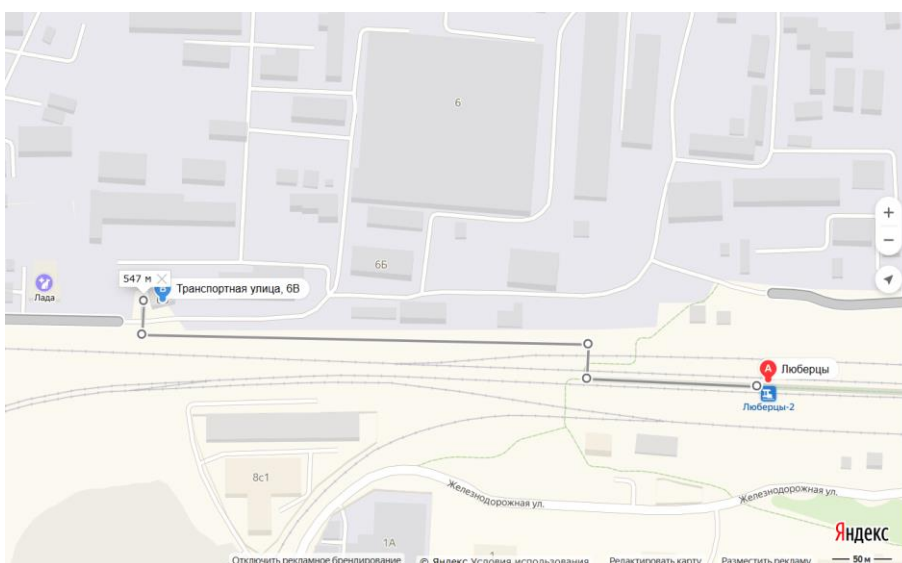 6
6Б
547 м
В
Транспортная улица, 6В
Лада
А
Люберцы
Люберцы-2
8с1
Железнодорожная ул.
Железнодорожная ул.
1А
1
Яндекс
Отключить рекламное брендирование
© Яндекс Условия использования
Редактировать карту
Разместить рекламу
50 м